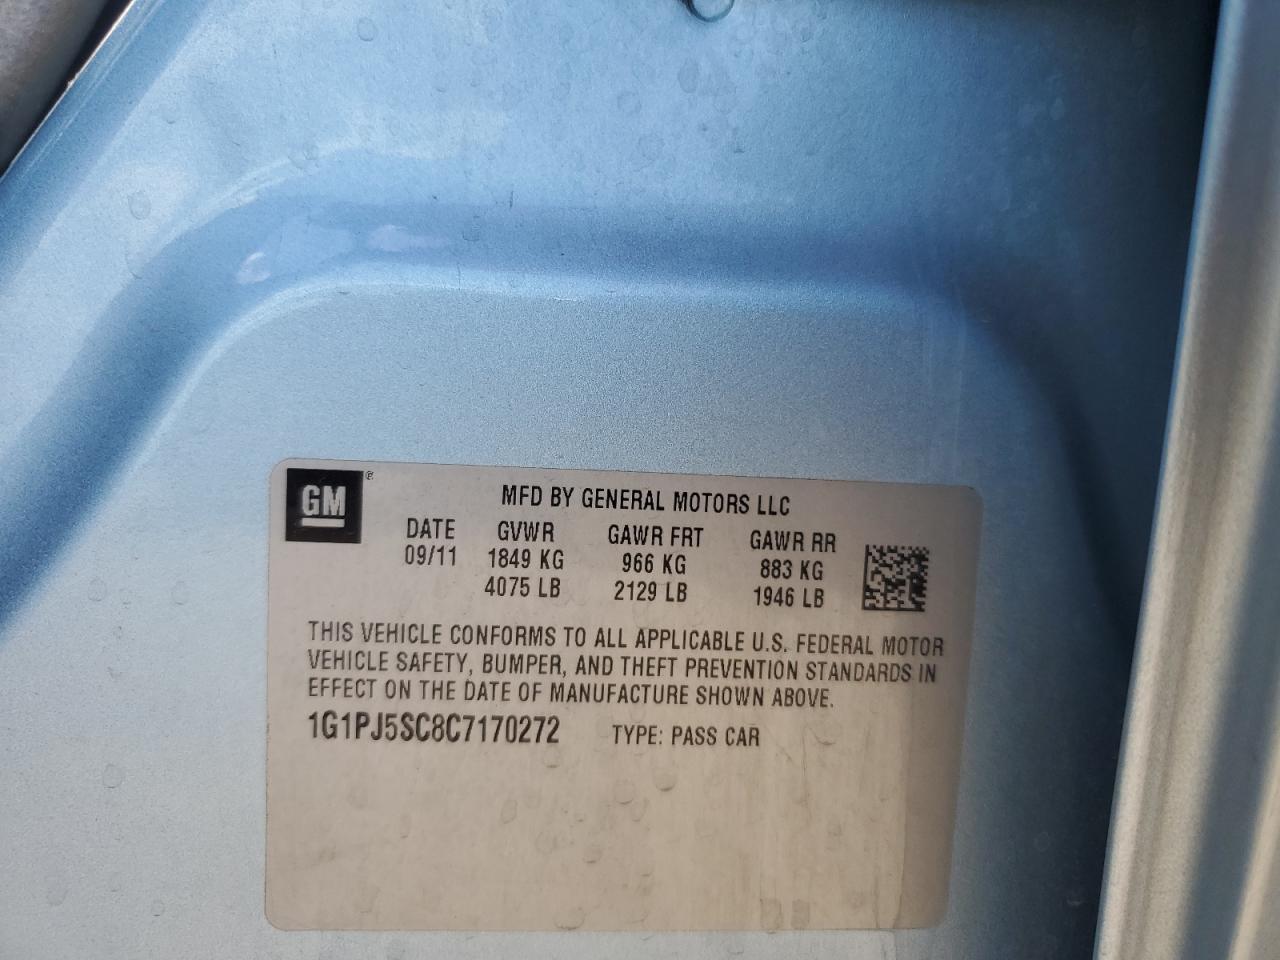 GM®
MFD BY GENERAL MOTORS LLC
DATE GVWR GAWR FRT GAWR RR
09/11 1849 KG 966 KG 883 KG
4075 LB 2129 LB 1946 LB
THIS VEHICLE CONFORMS TO ALL APPLICABLE U.S. FEDERAL MOTOR
VEHICLE SAFETY, BUMPER, AND THEFT PREVENTION STANDARDS IN
EFFECT ON THE DATE OF MANUFACTURE SHOWN ABOVE.
1G1PJ5SC8C7170272 TYPE: PASS CAR